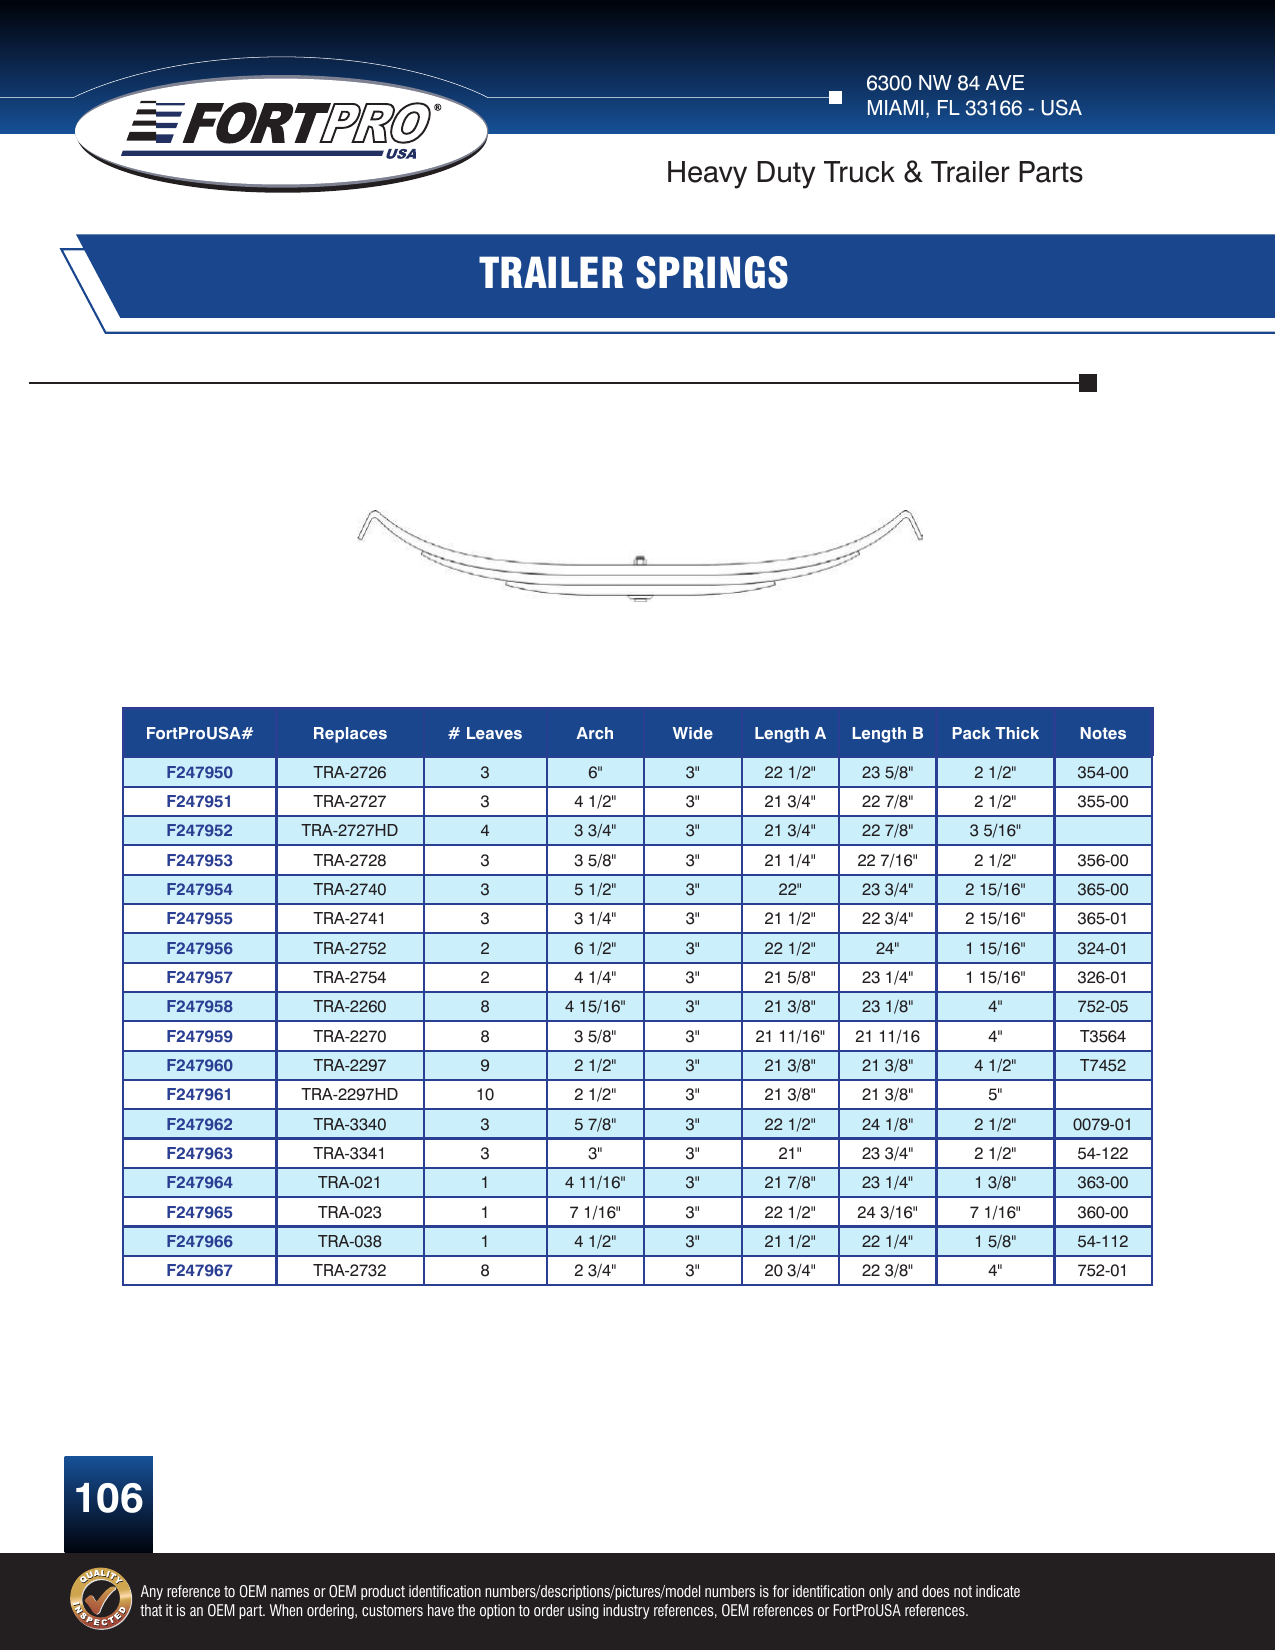 FORTPRO®
USA
6300 NW 84 AVE
MIAMI, FL 33166 - USA
Heavy Duty Truck & Trailer Parts
TRAILER SPRINGS
FortProUSA# Replaces # Leaves Arch Wide Length A Length B Pack Thick Notes
F247950 TRA-2726 3 6" 3" 22 1/2" 23 5/8" 2 1/2" 354-00
F247951 TRA-2727 3 4 1/2" 3" 21 3/4" 22 7/8" 2 1/2" 355-00
F247952 TRA-2727HD 4 3 3/4" 3" 21 3/4" 22 7/8" 3 5/16"
F247953 TRA-2728 3 3 5/8" 3" 21 1/4" 22 7/16" 2 1/2" 356-00
F247954 TRA-2740 3 5 1/2" 3" 22" 23 3/4" 2 15/16" 365-00
F247955 TRA-2741 3 3 1/4" 3" 21 1/2" 22 3/4" 2 15/16" 365-01
F247956 TRA-2752 2 6 1/2" 3" 22 1/2" 24" 1 15/16" 324-01
F247957 TRA-2754 2 4 1/4" 3" 21 5/8" 23 1/4" 1 15/16" 326-01
F247958 TRA-2260 8 4 15/16" 3" 21 3/8" 23 1/8" 4" 752-05
F247959 TRA-2270 8 3 5/8" 3" 21 11/16" 21 11/16 4" T3564
F247960 TRA-2297 9 2 1/2" 3" 21 3/8" 21 3/8" 4 1/2" T7452
F247961 TRA-2297HD 10 2 1/2" 3" 21 3/8" 21 3/8" 5"
F247962 TRA-3340 3 5 7/8" 3" 22 1/2" 24 1/8" 2 1/2" 0079-01
F247963 TRA-3341 3 3" 3" 21" 23 3/4" 2 1/2" 54-122
F247964 TRA-021 1 4 11/16" 3" 21 7/8" 23 1/4" 1 3/8" 363-00
F247965 TRA-023 1 7 1/16" 3" 22 1/2" 24 3/16" 7 1/16" 360-00
F247966 TRA-038 1 4 1/2" 3" 21 1/2" 22 1/4" 1 5/8" 54-112
F247967 TRA-2732 8 2 3/4" 3" 20 3/4" 22 3/8" 4" 752-01
106
QUALITY
INSPECTED
Any reference to OEM names or OEM product identification numbers/descriptions/pictures/model numbers is for identification only and does not indicate
that it is an OEM part. When ordering, customers have the option to order using industry references, OEM references or FortProUSA references.